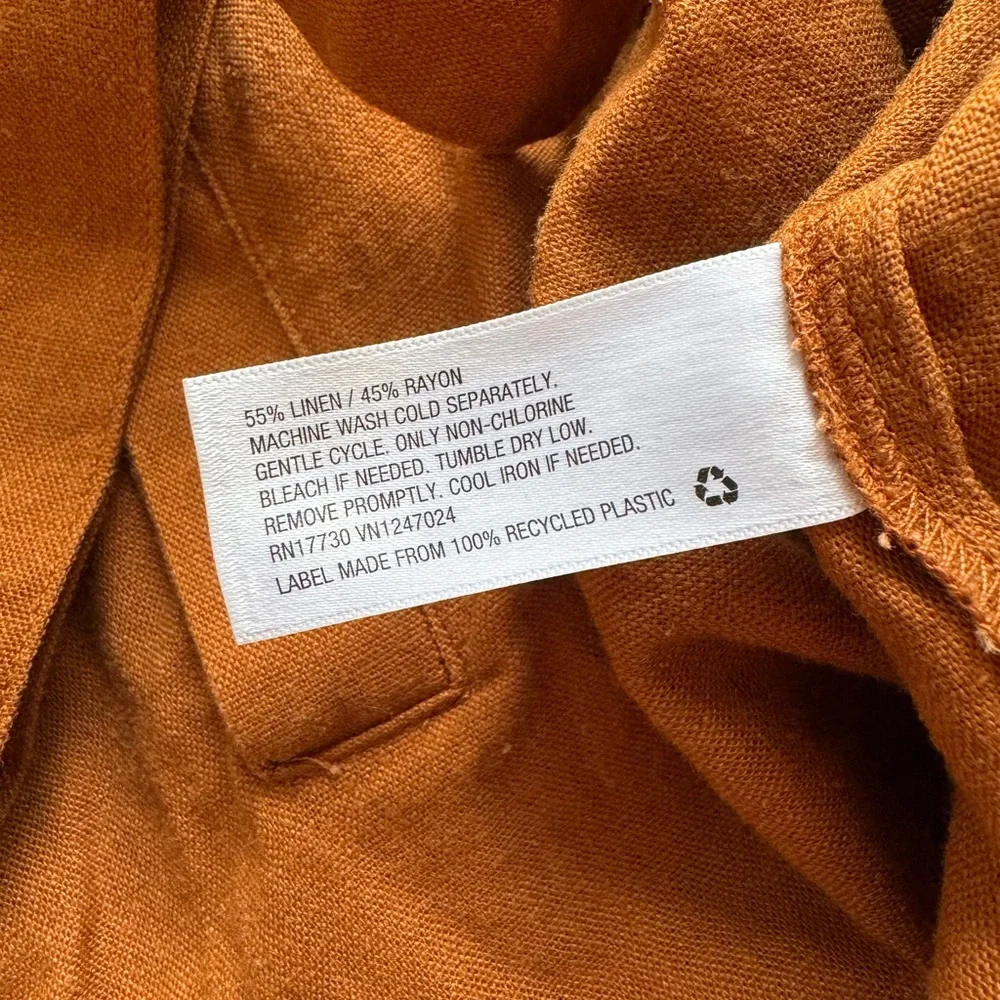 55% LINEN / 45% RAYON
MACHINE WASH COLD SEPARATELY.
GENTLE CYCLE. ONLY NON-CHLORINE
BLEACH IF NEEDED. TUMBLE DRY LOW.
REMOVE PROMPTLY. COOL IRON IF NEEDED.
RN17730 VN1247024
LABEL MADE FROM 100% RECYCLED PLASTIC